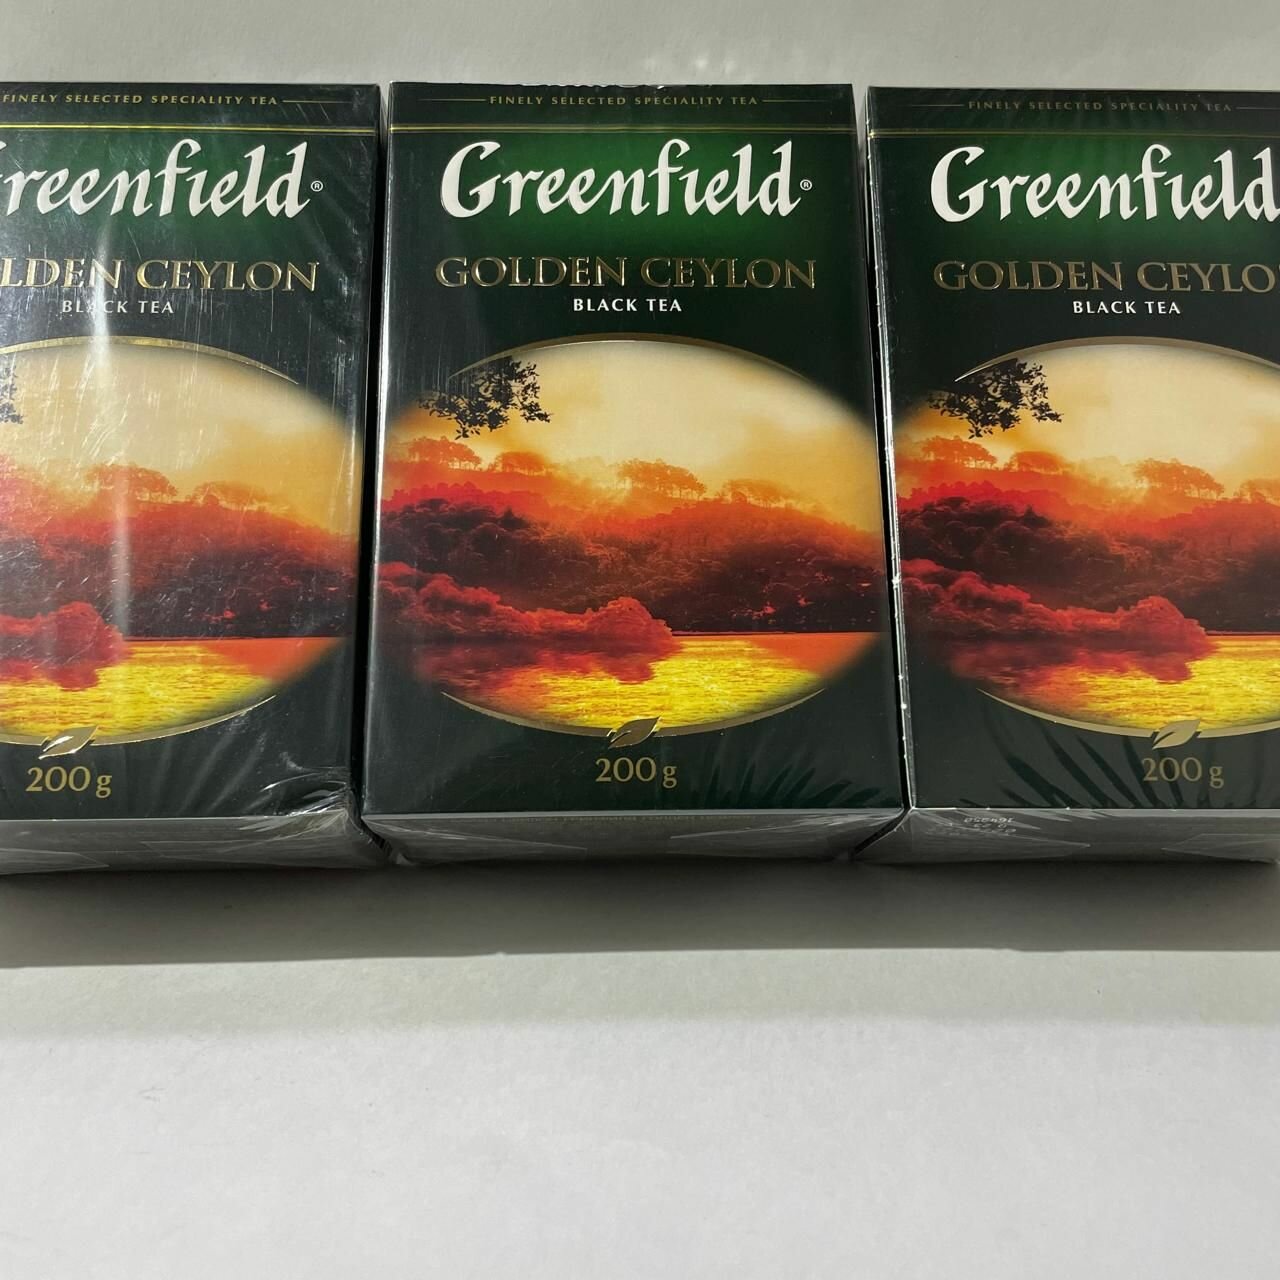 FINELY SELECTED SPECIALITY TEA
reenfield®
LDEN CEYLON
BLACK TEA
200 g
FINELY SELECTED SPECIALITY TEA
Greenfield®
GOLDEN CEYLON
BLACK TEA
200 g
FINELY SELECTED SPECIALITY TEA
Greenfield
GOLDEN CEYLO
BLACK TEA
200 g